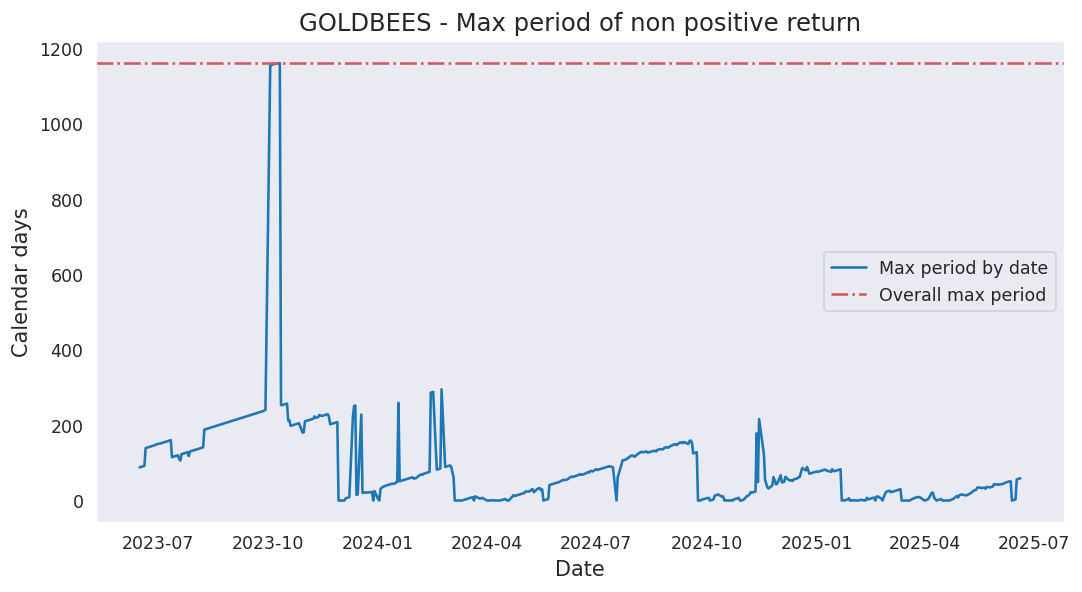 GOLDBEES - Max period of non positive return
1200
1000
800
600
400
200
0
Calendar days
Max period by date
Overall max period
2023-07 2023-10 2024-01 2024-04 2024-07 2024-10 2025-01 2025-04 2025-07
Date